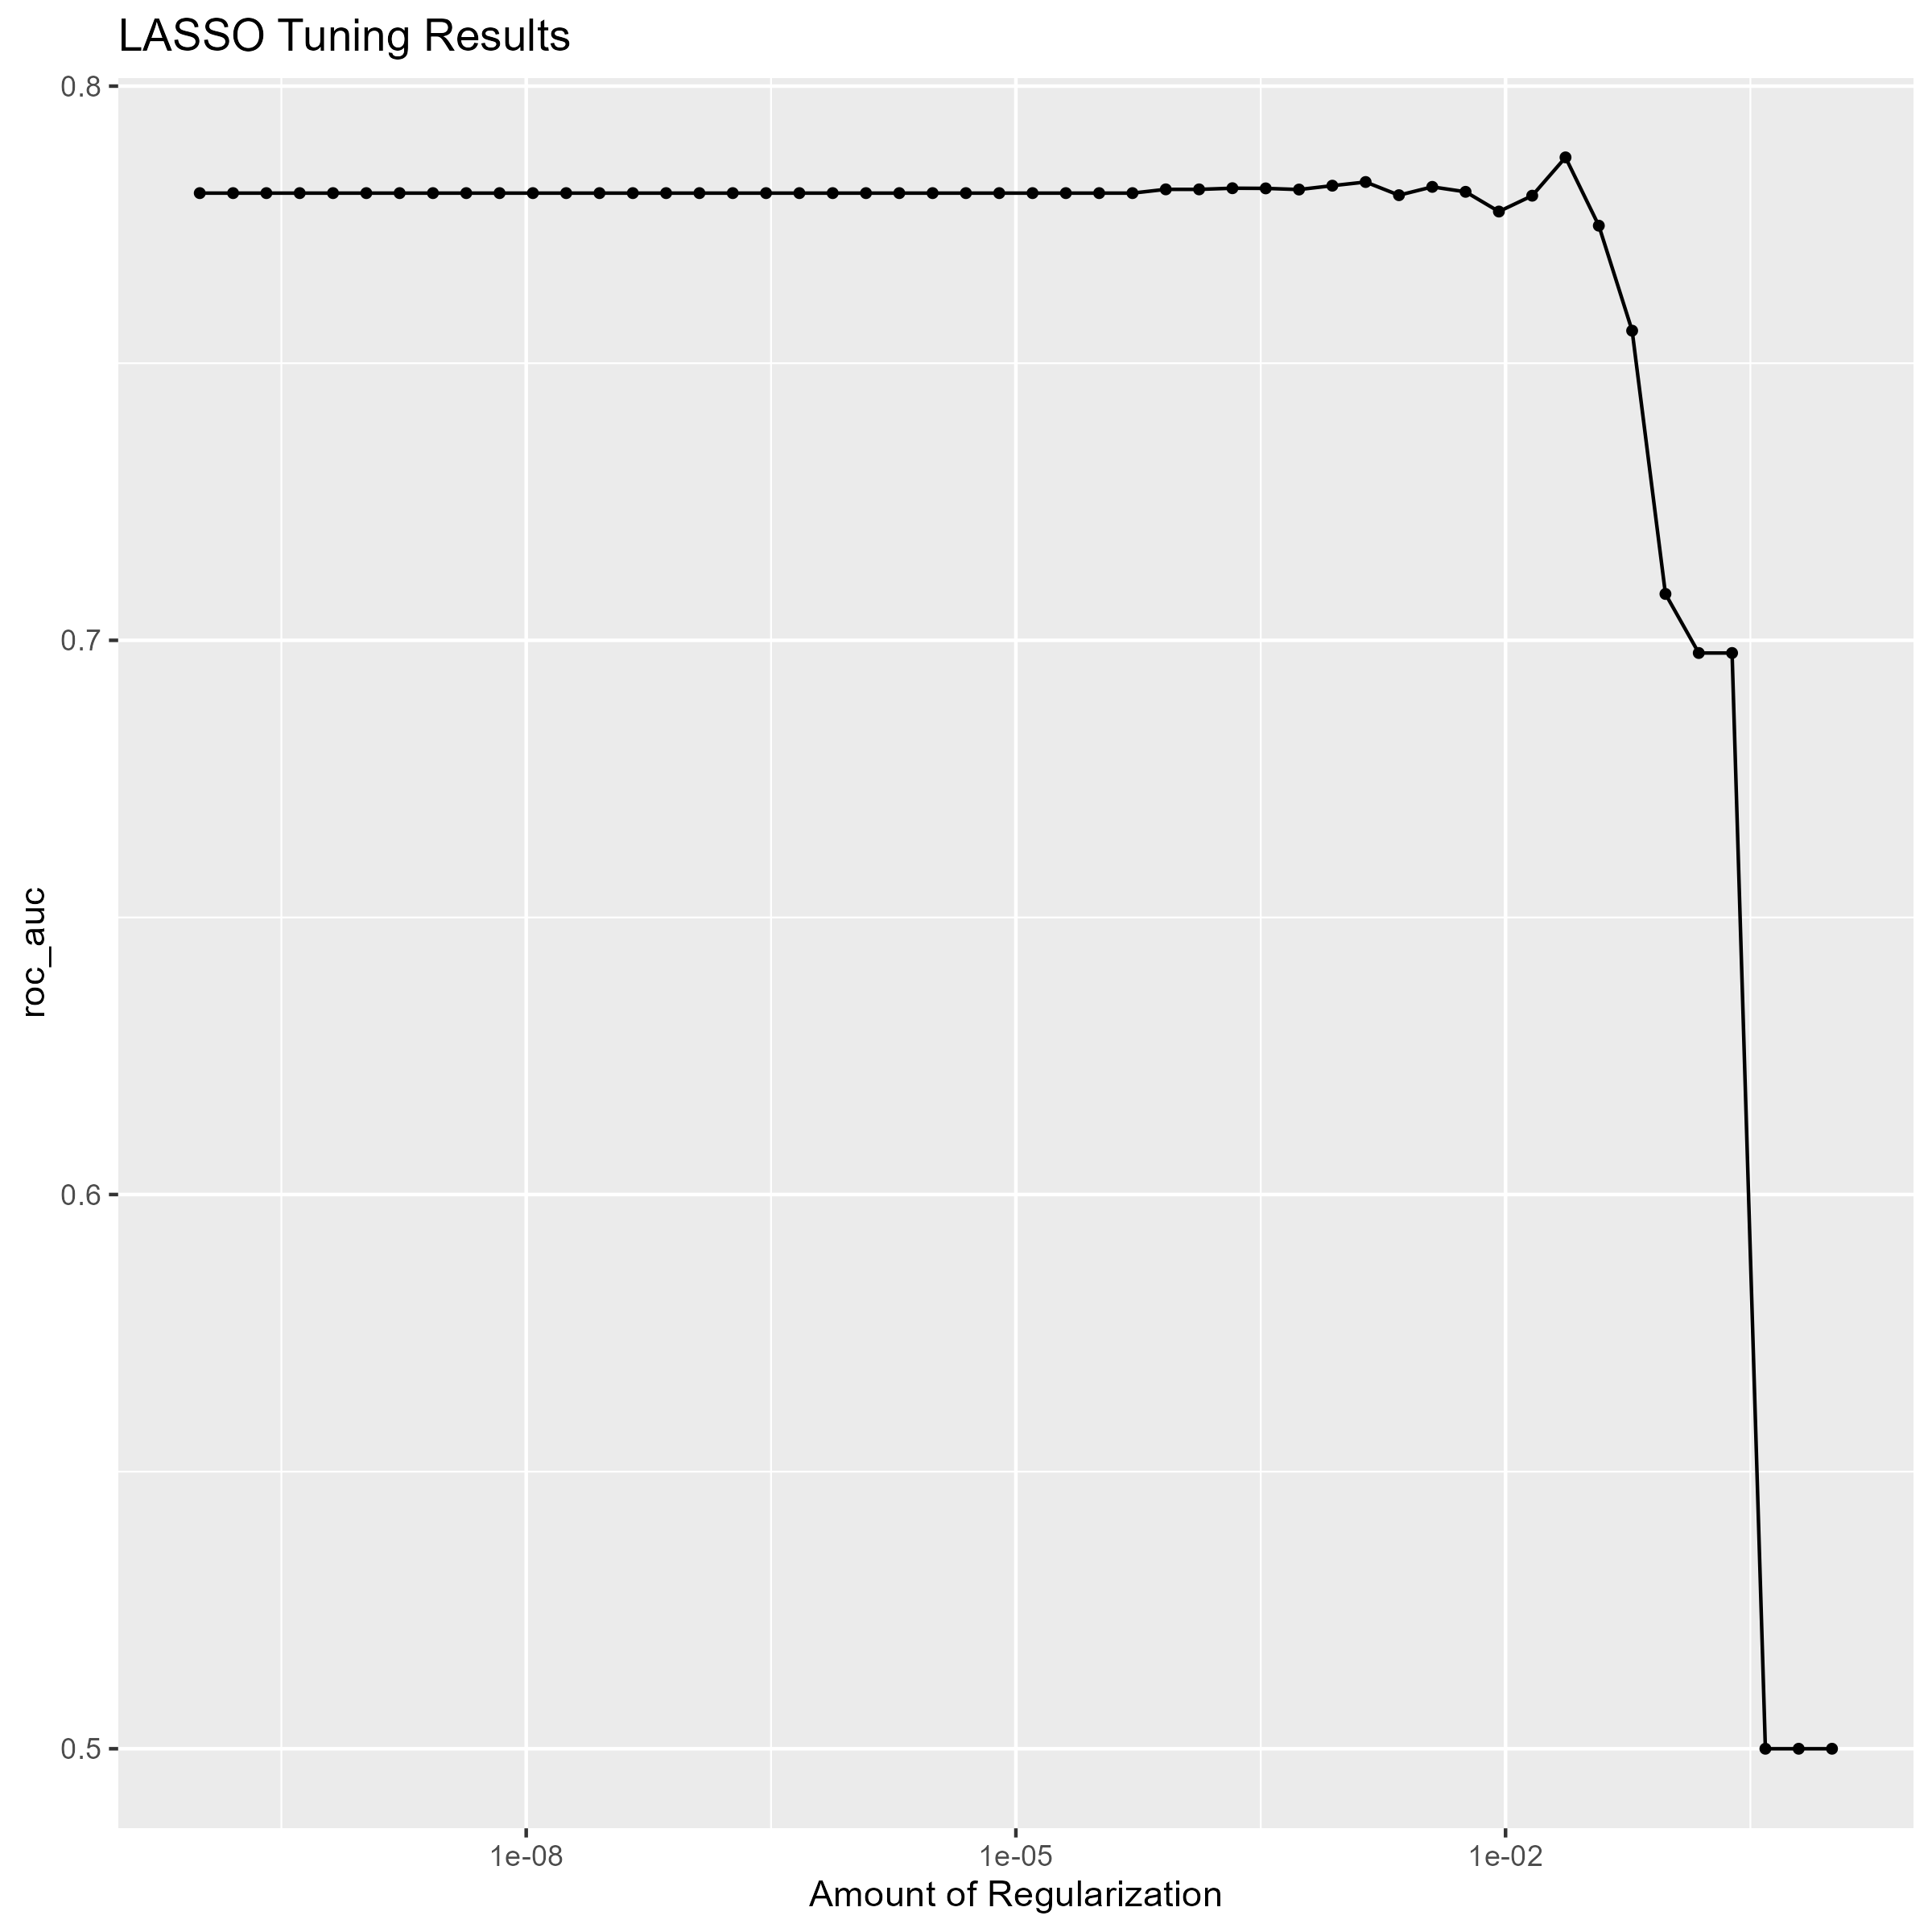 LASSO Tuning Results
0.8
0.7
0.6
0.5
roc_auc
1e-08 1e-05 1e-02
Amount of Regularization